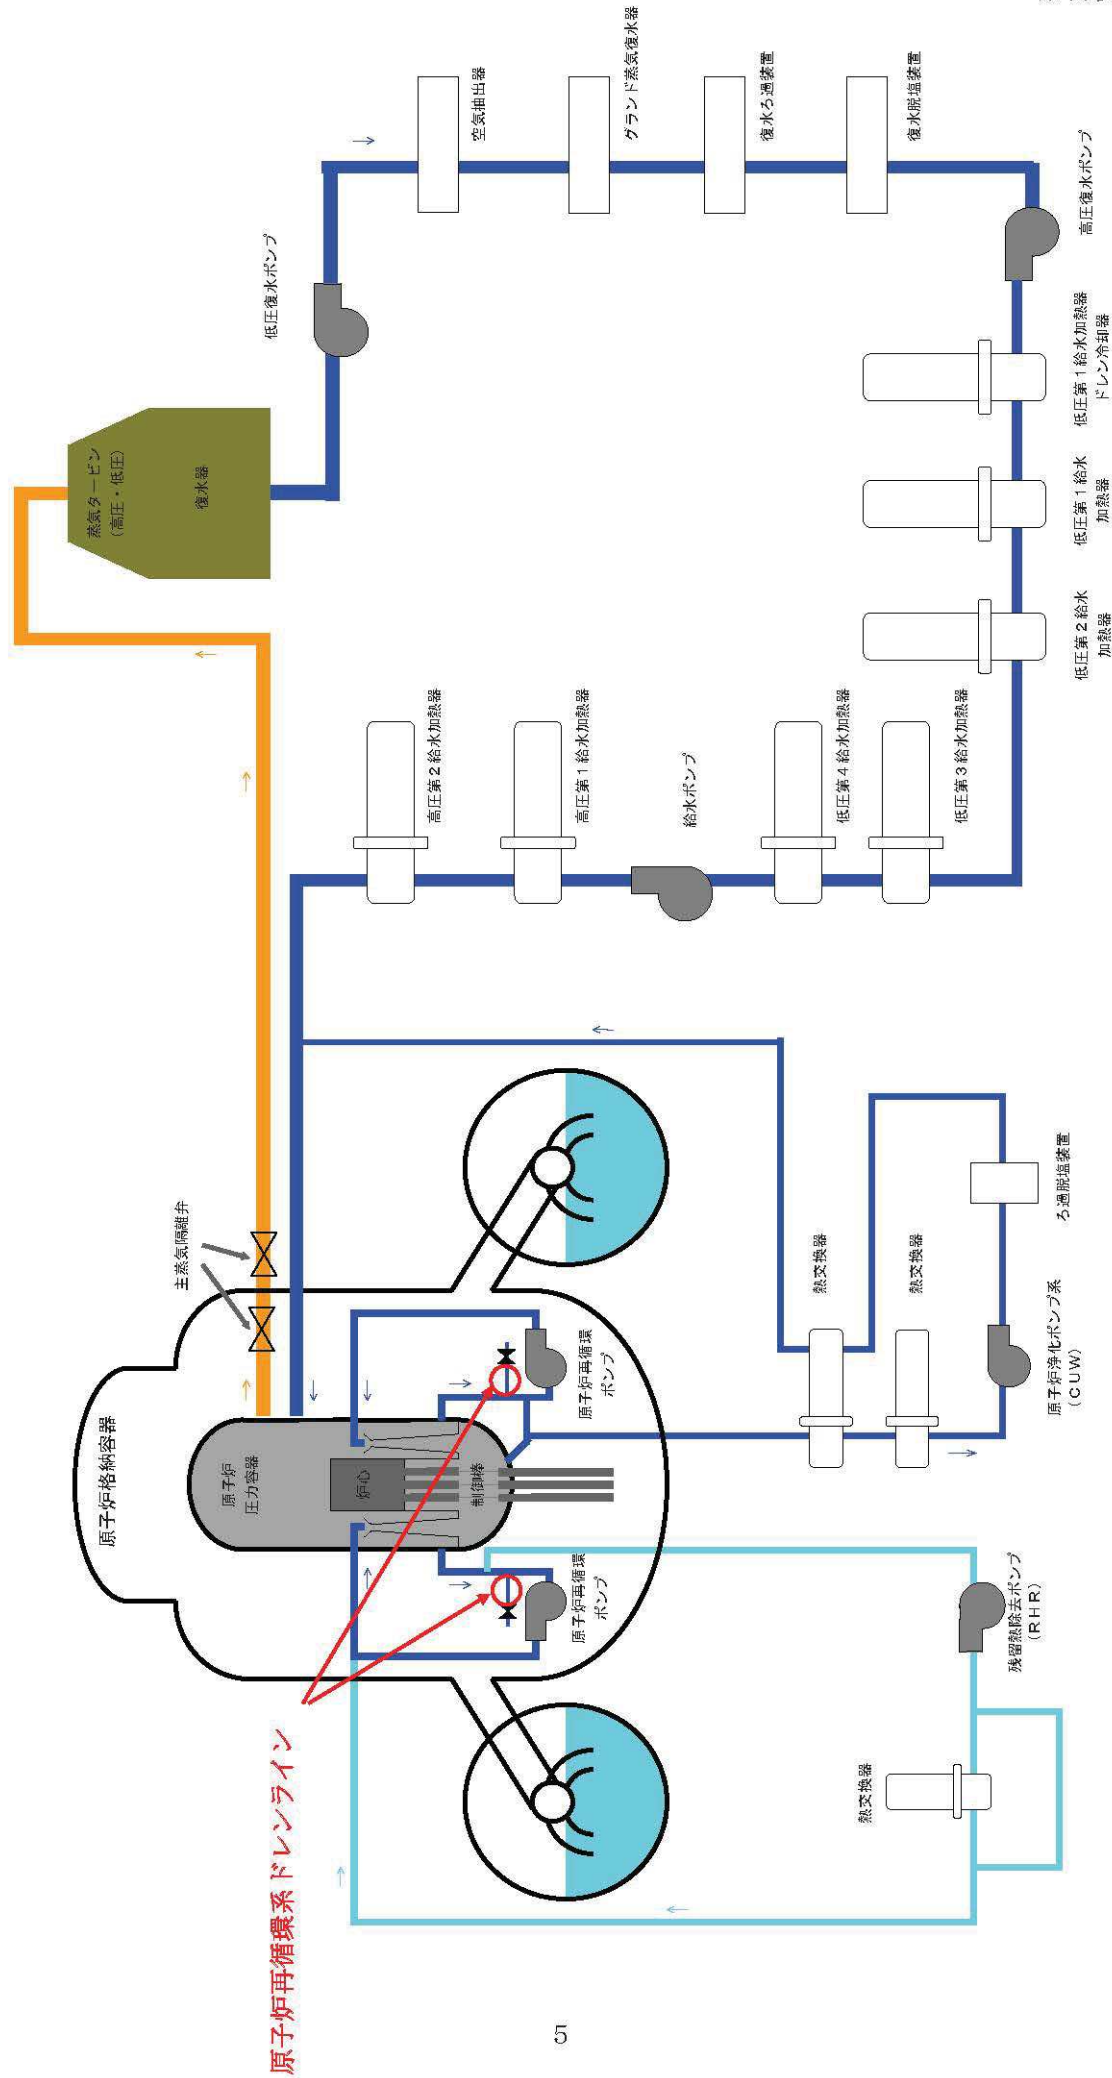 原子炉再循環系ドレンライン
原子炉格納容器
主蒸気隔離弁
原子炉
圧力容器
炉心
制御棒
原子炉再循環
ポンプ
原子炉再循環
ポンプ
蒸気タービン
(高圧・低圧)
復水器
低圧復水ポンプ
空気抽出器
グランド蒸気復水器
復水ろ過装置
復水脱塩装置
高圧復水ポンプ
低圧第1給水加熱器
ドレン冷却器
低圧第1給水
加熱器
低圧第2給水
加熱器
低圧第3給水加熱器
低圧第4給水加熱器
給水ポンプ
高圧第1給水加熱器
高圧第2給水加熱器
熱交換器
熱交換器
ろ過脱塩装置
原子炉浄化ポンプ系
(CUW)
残留熱除去ポンプ
(RHR)
熱交換器
5